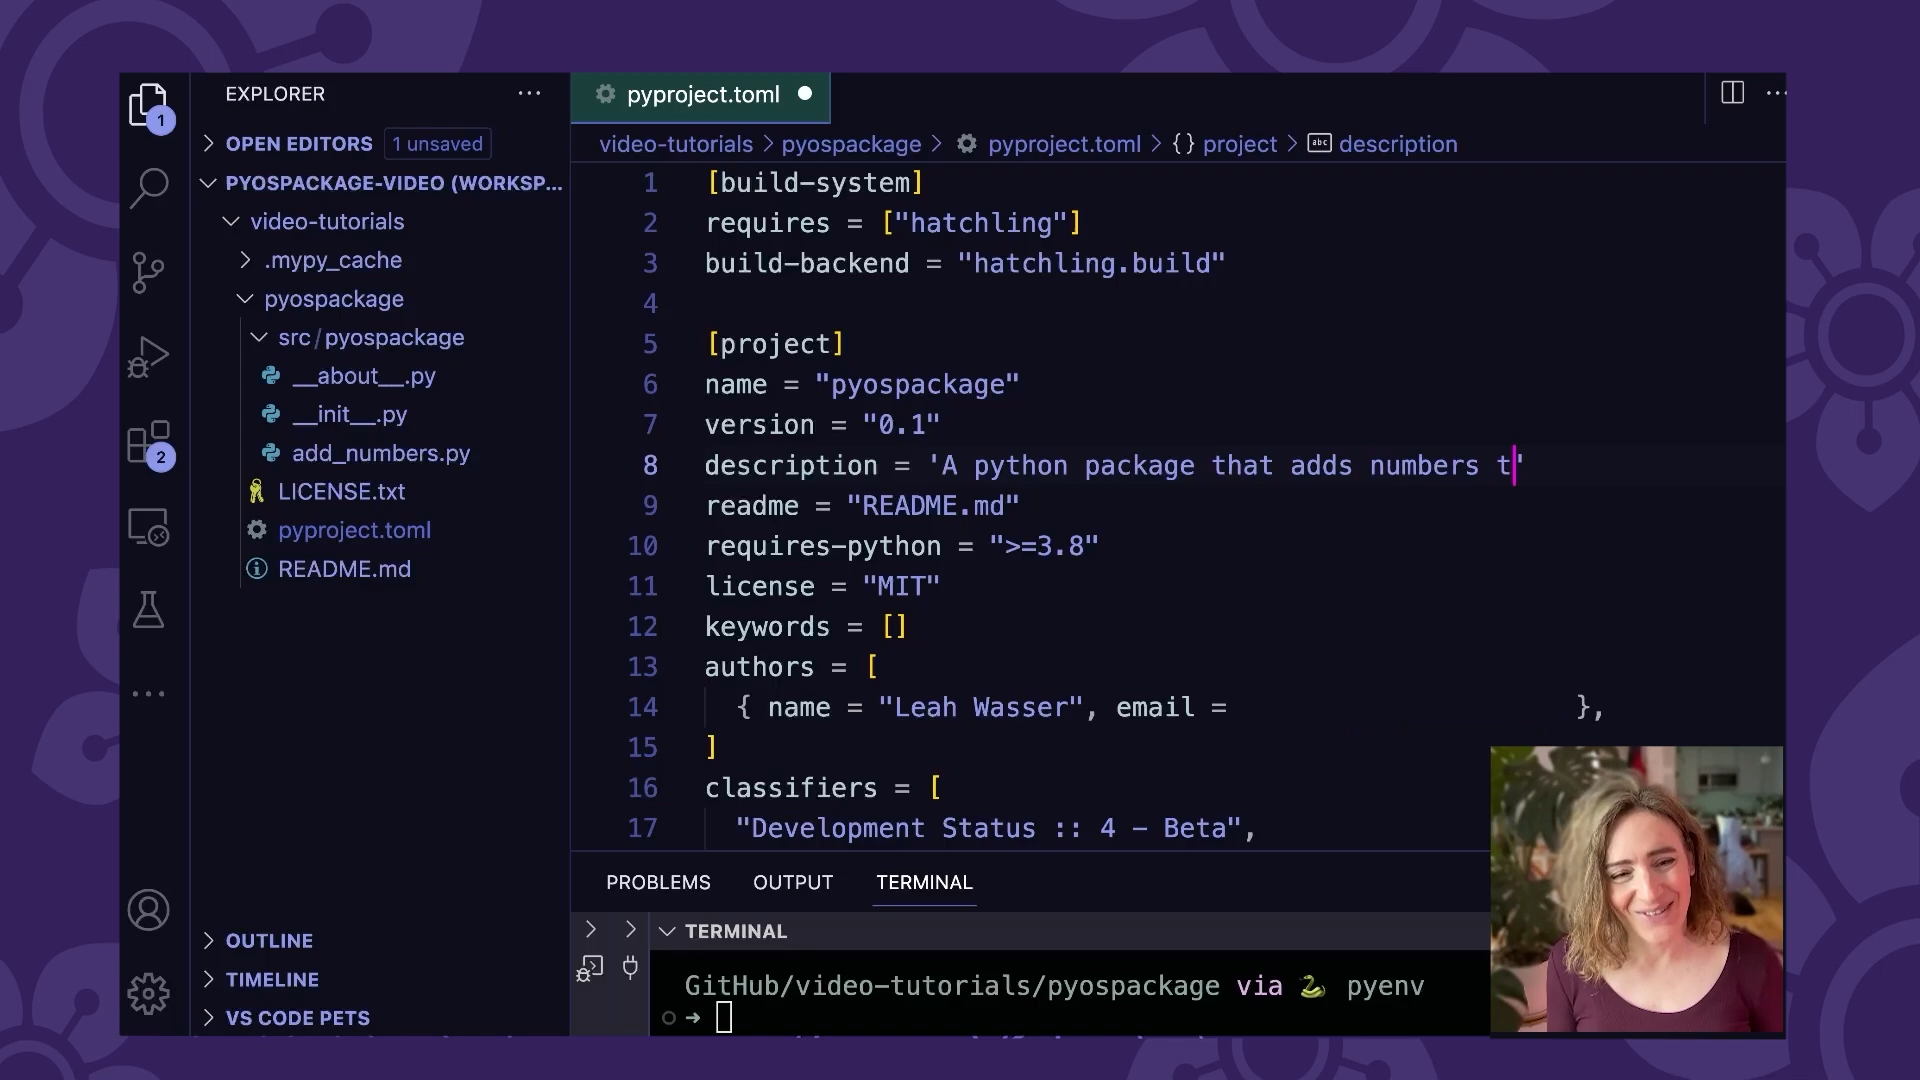 1
EXPLORER
OPEN EDITORS 1 unsaved
PYOSPACKAGE-VIDEO (WORKSP...
video-tutorials
.mypy_cache
pyospackage
src/pyospackage
__about__.py
__init__.py
add_numbers.py
LICENSE.txt
pyproject.toml
README.md
2
OUTLINE
TIMELINE
VS CODE PETS
pyproject.toml
video-tutorials > pyospackage > pyproject.toml > {} project > abc description
1 [build-system]
2 requires = ["hatchling"]
3 build-backend = "hatchling.build"
4
5 [project]
6 name = "pyospackage"
7 version = "0.1"
8 description = 'A python package that adds numbers t'
9 readme = "README.md"
10 requires-python = ">=3.8"
11 license = "MIT"
12 keywords = []
13 authors = [
14 { name = "Leah Wasser", email = },
15 ]
16 classifiers = [
17 "Development Status :: 4 - Beta",
PROBLEMS OUTPUT TERMINAL
TERMINAL
GitHub/video-tutorials/pyospackage via 🐍 pyenv